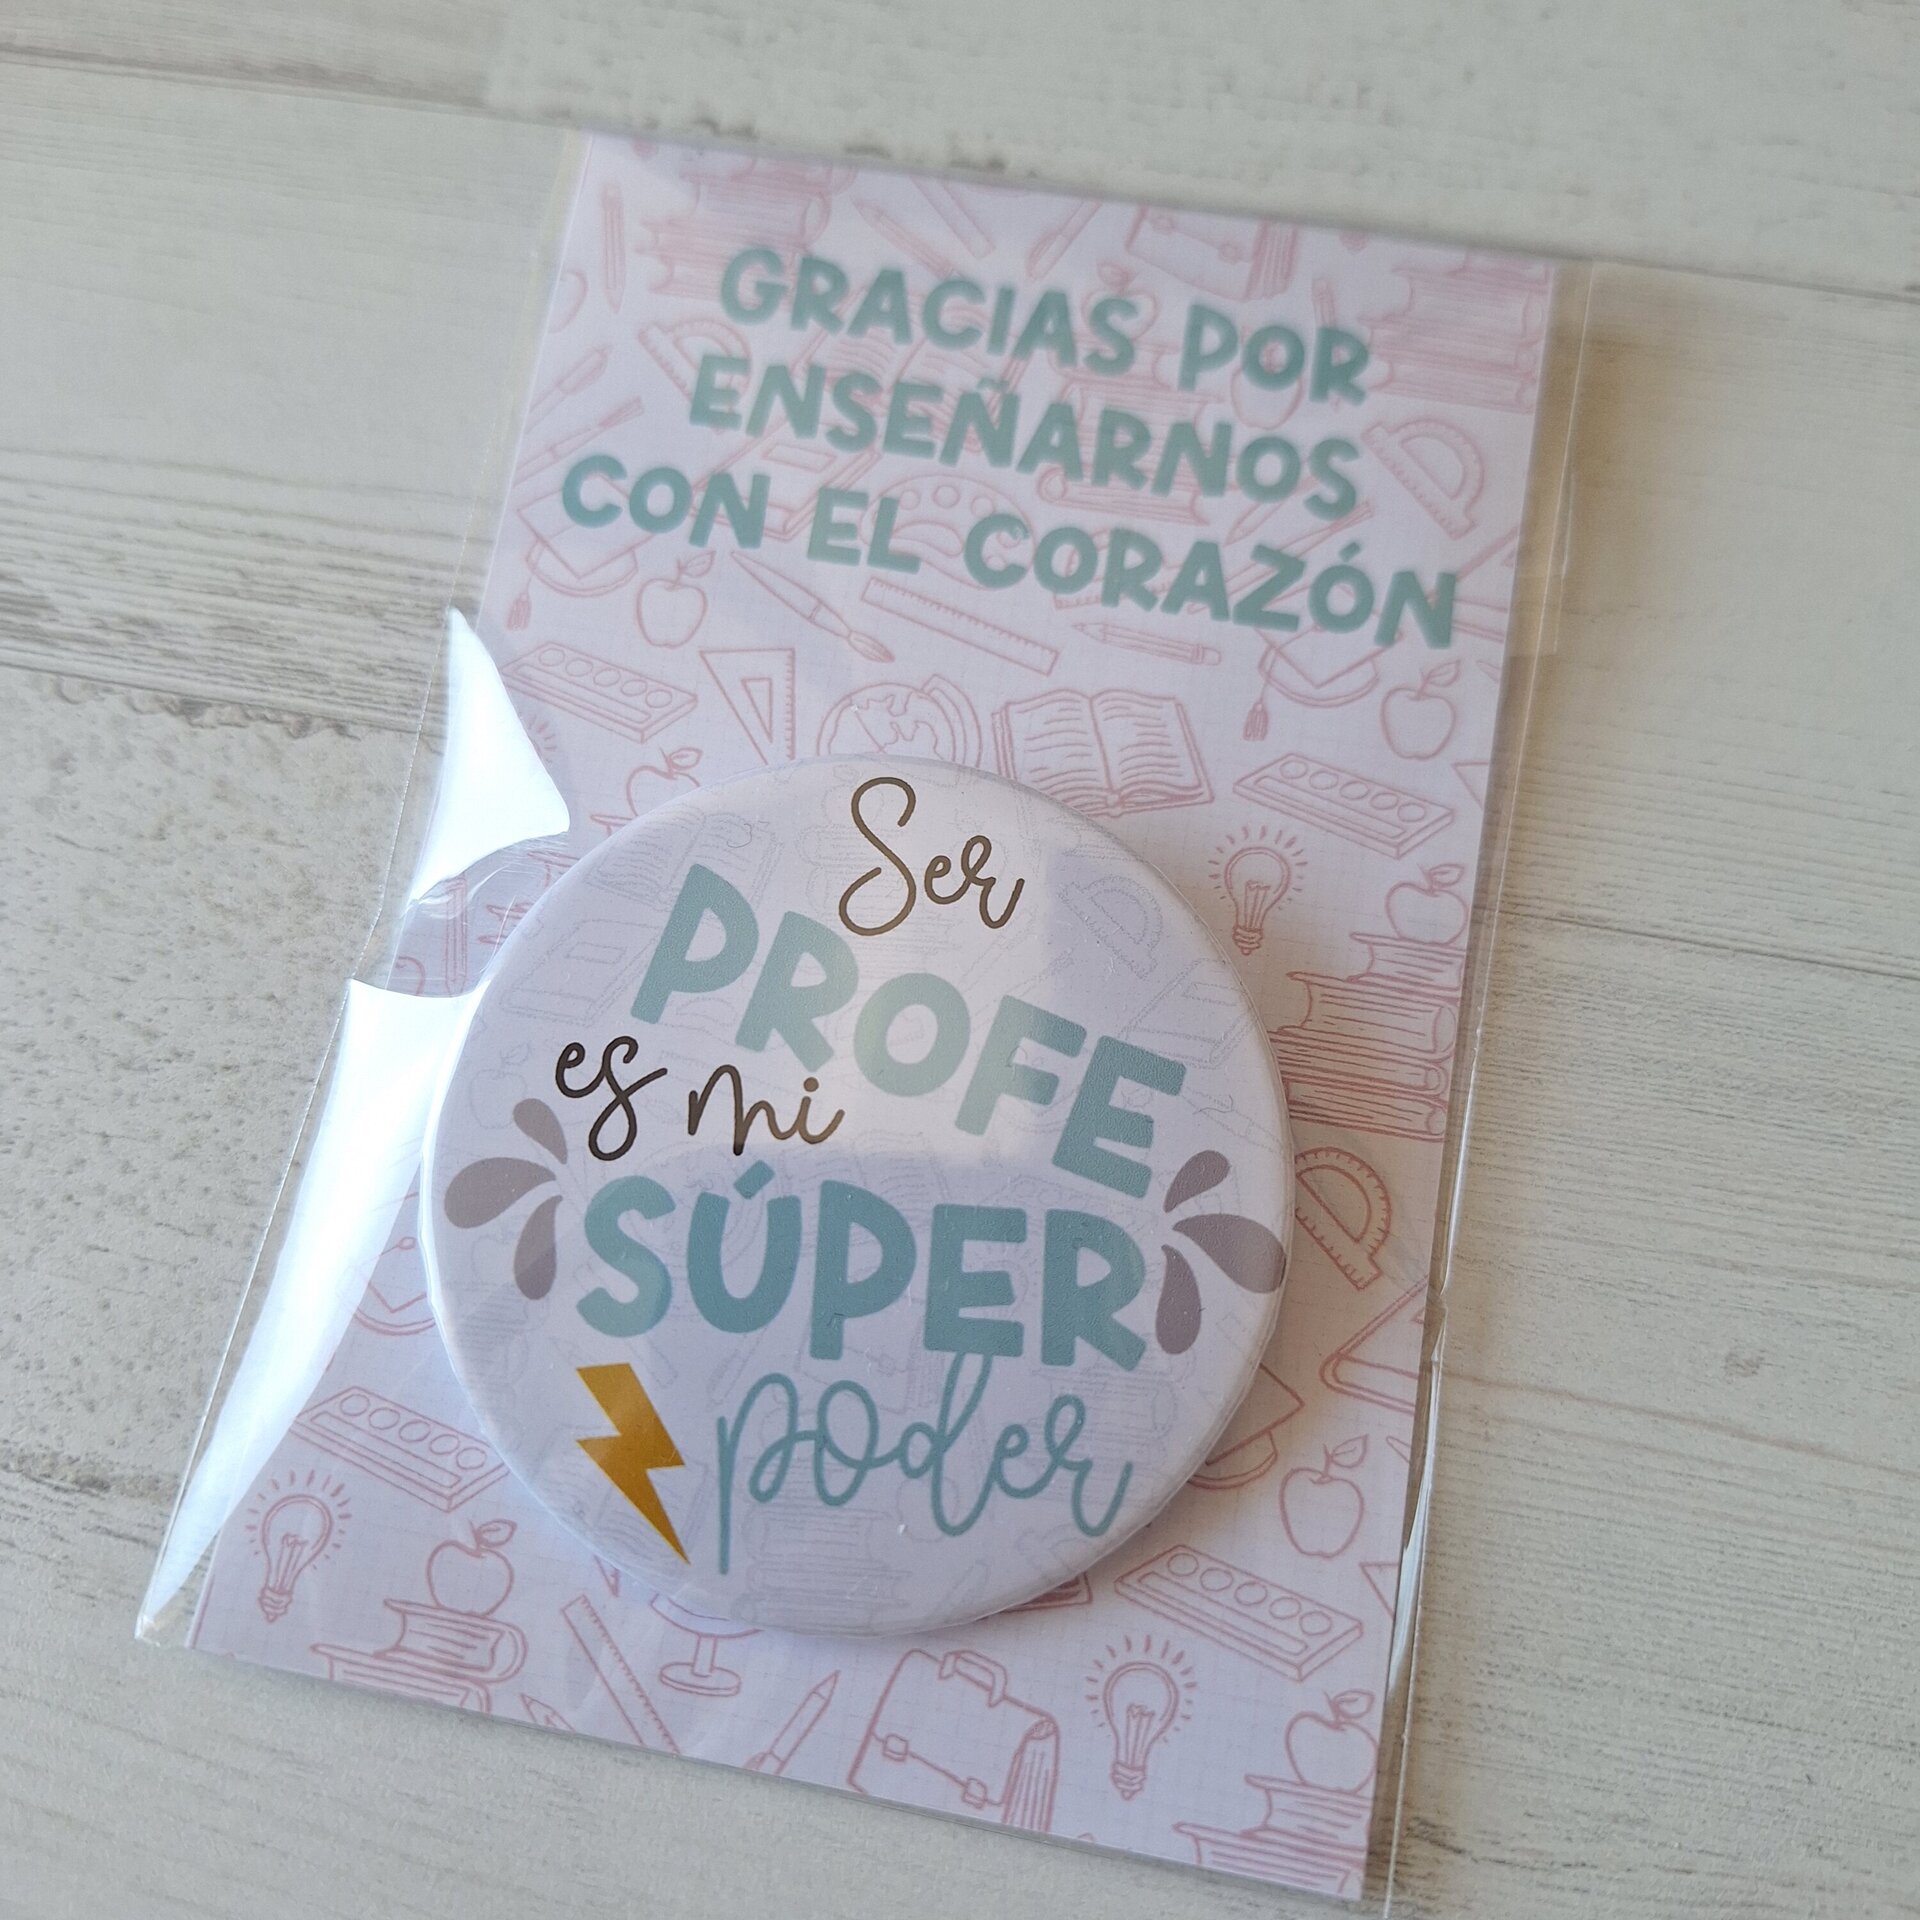 GRACIAS POR
ENSEÑARNOS
CON EL CORAZÓN
Ser
PROFE
es mi
SÚPER
poder